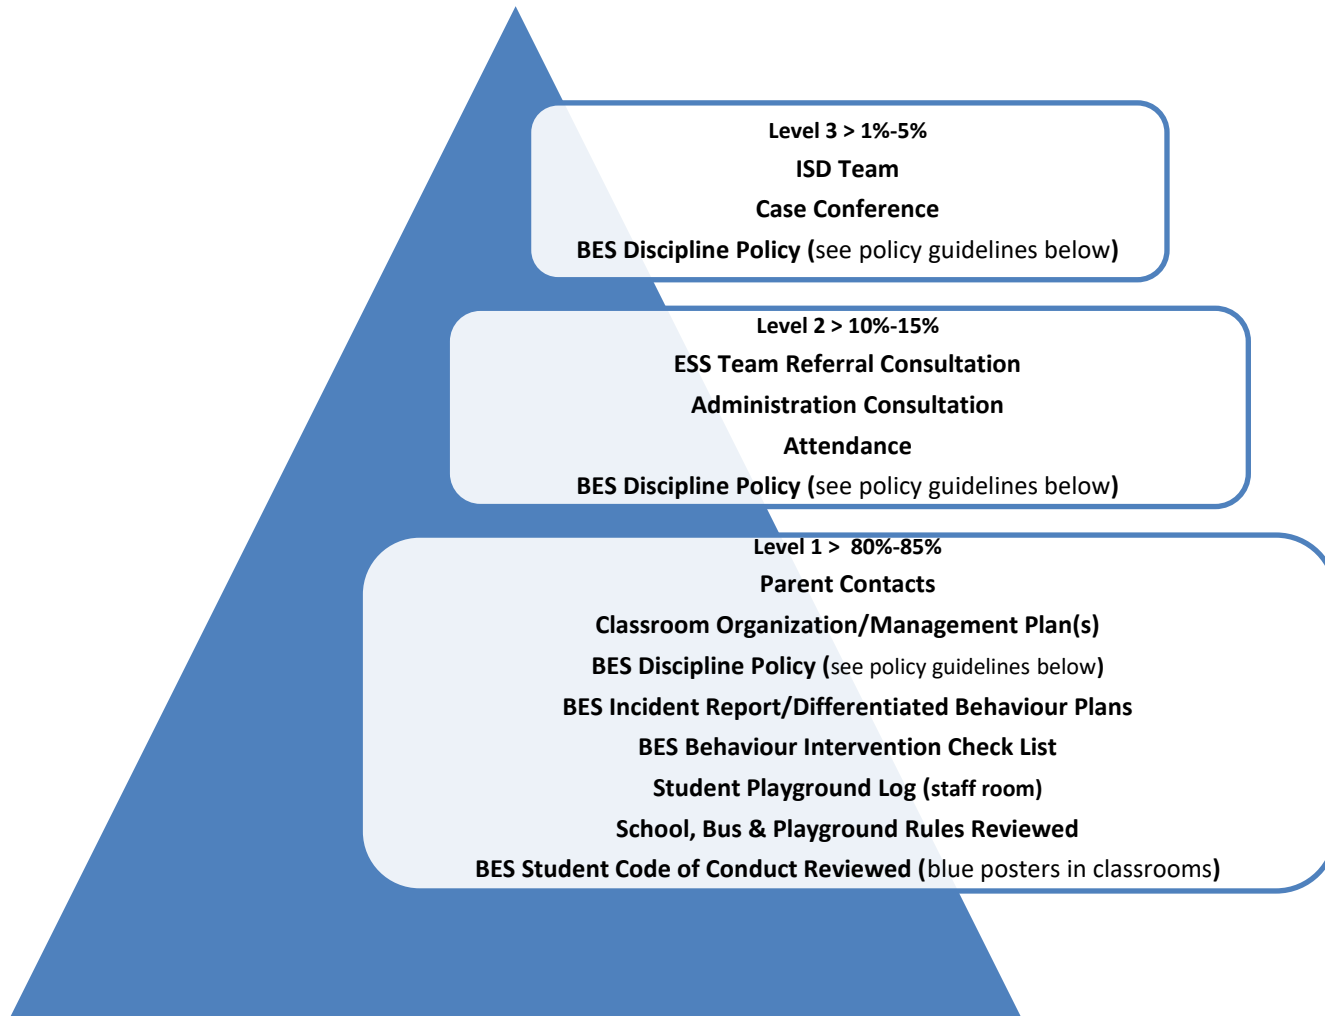 Level 3 > 1%-5%
ISD Team
Case Conference
BES Discipline Policy (see policy guidelines below)
Level 2 > 10%-15%
ESS Team Referral Consultation
Administration Consultation
Attendance
BES Discipline Policy (see policy guidelines below)
Level 1 > 80%-85%
Parent Contacts
Classroom Organization/Management Plan(s)
BES Discipline Policy (see policy guidelines below)
BES Incident Report/Differentiated Behaviour Plans
BES Behaviour Intervention Check List
Student Playground Log (staff room)
School, Bus & Playground Rules Reviewed
BES Student Code of Conduct Reviewed (blue posters in classrooms)